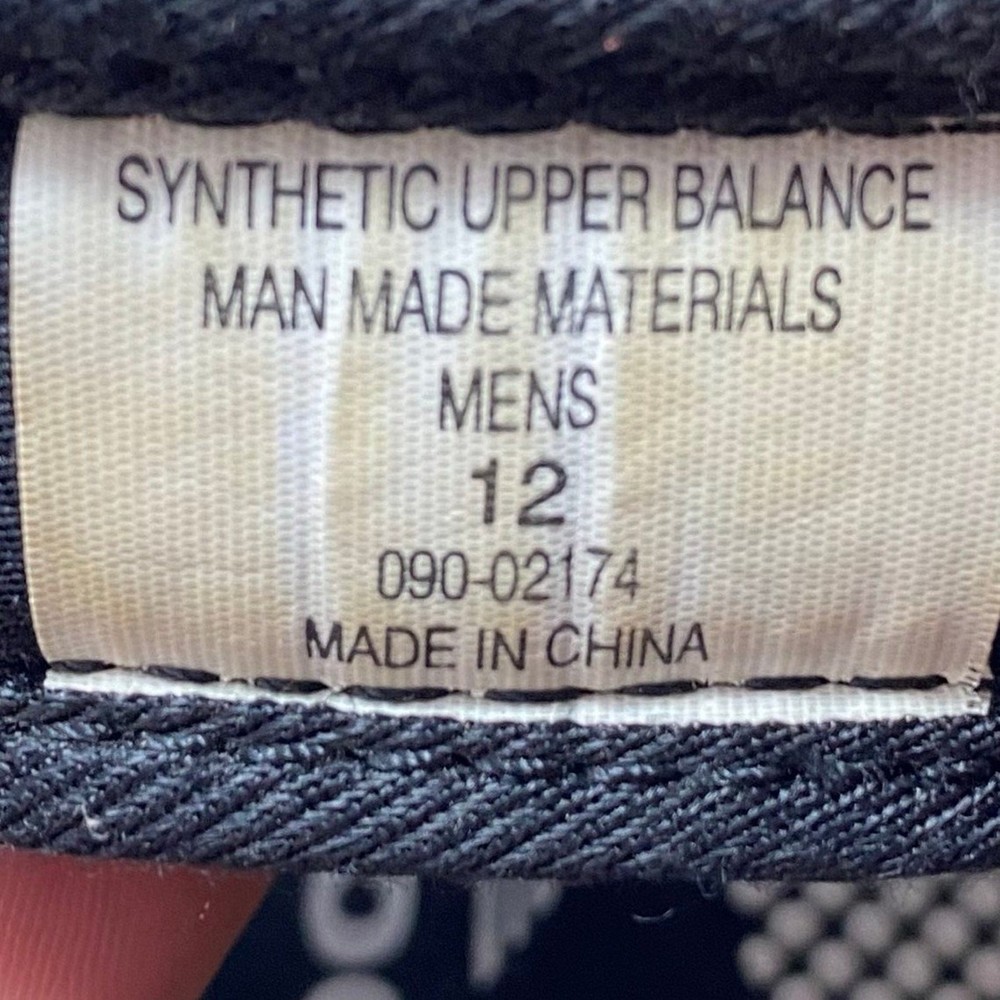 SYNTHETIC UPPER BALANCE
MAN MADE MATERIALS
MENS
12
090-02174
MADE IN CHINA